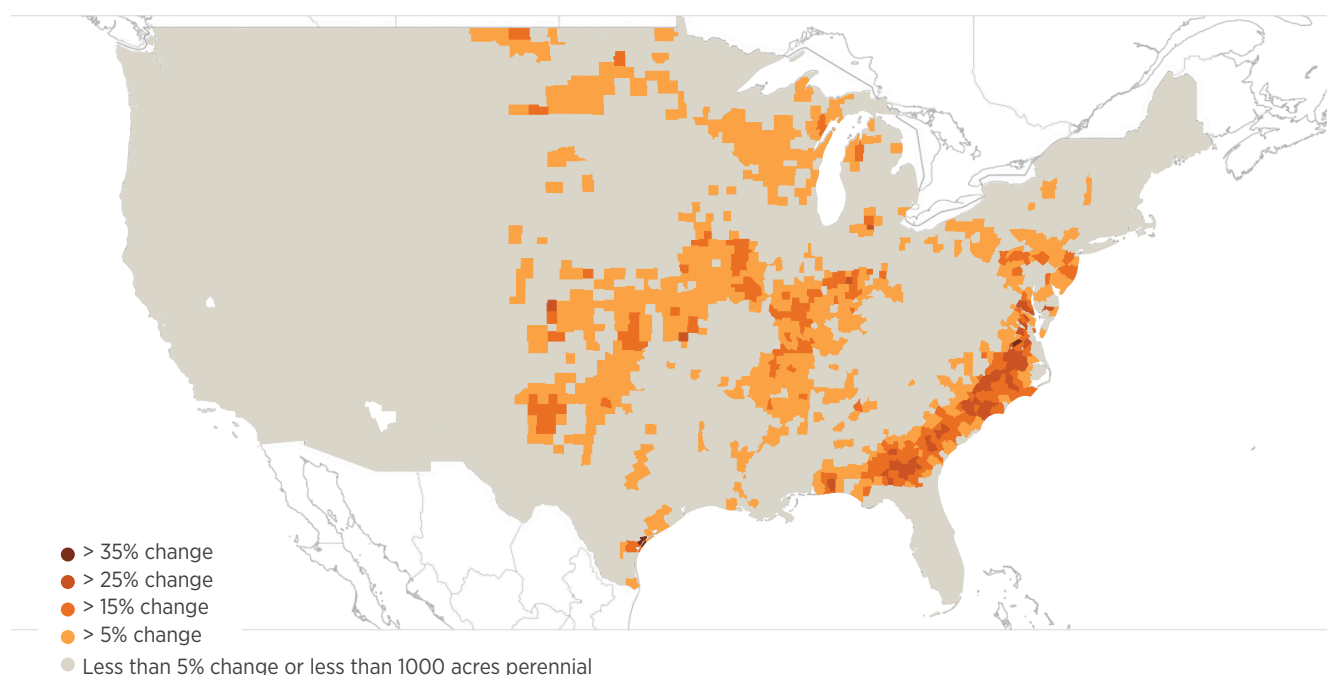 > 35% change
> 25% change
> 15% change
> 5% change
Less than 5% change or less than 1000 acres perennial